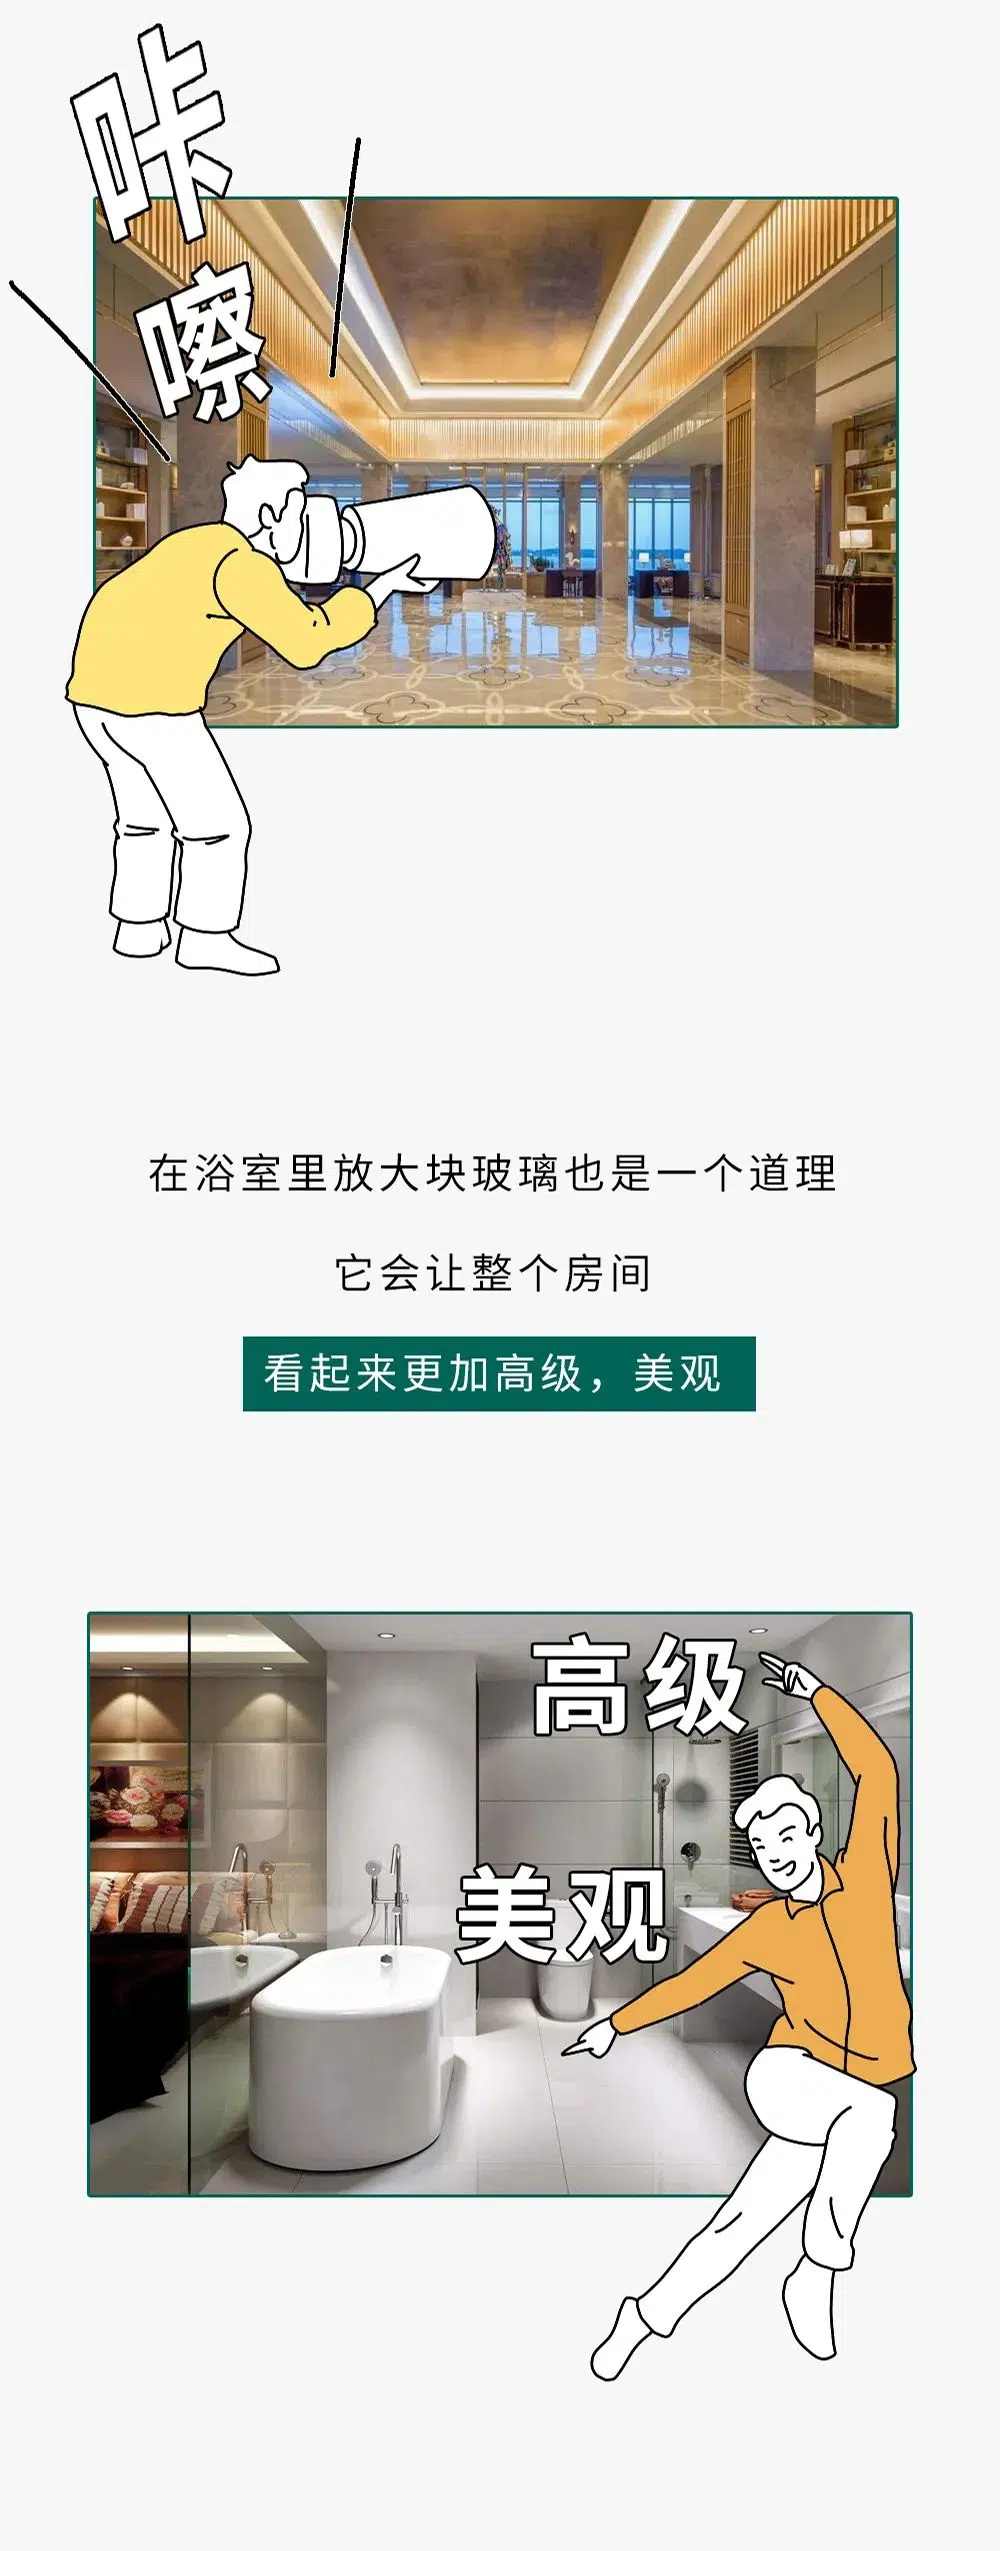 咔
嚓
在浴室里放大块玻璃也是一个道理
它会让整个房间
看起来更加高级，美观
高级
美观